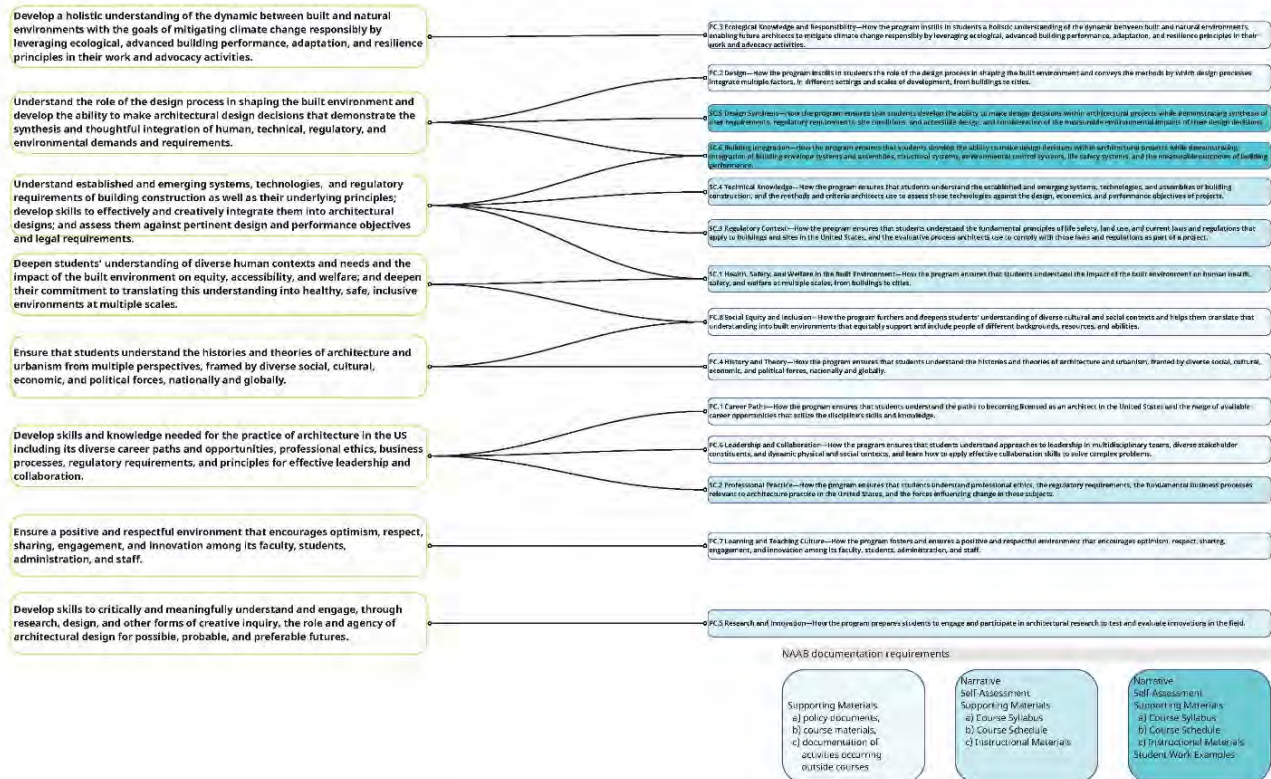 Develop a holistic understanding of the dynamic between built and natural
environments with the goals of mitigating climate change responsibly by
leveraging ecological, advanced building performance, adaptation, and resilience
principles in their work and advocacy activities.
Understand the role of the design process in shaping the built environment and
develop the ability to make architectural design decisions that demonstrate the
synthesis and thoughtful integration of human, technical, regulatory, and
environmental demands and requirements.
Understand established and emerging systems, technologies, and regulatory
requirements of building construction as well as their underlying principles;
develop skills to effectively and creatively integrate them into architectural
designs; and assess them against pertinent design and performance objectives
and legal requirements.
Deepen students' understanding of diverse human contexts and needs and the
impact of the built environment on equity, accessibility, and welfare; and deepen
their commitment to translating this understanding into healthy, safe, inclusive
environments at multiple scales.
Ensure that students understand the histories and theories of architecture and
urbanism from multiple perspectives, framed by diverse social, cultural,
economic, and political forces, nationally and globally.
Develop skills and knowledge needed for the practice of architecture in the US
including its diverse career paths and opportunities, professional ethics, business
processes, regulatory requirements, and principles for effective leadership and
collaboration.
Ensure a positive and respectful environment that encourages optimism, respect,
sharing, engagement, and innovation among its faculty, students,
administration, and staff.
Develop skills to critically and meaningfully understand and engage, through
research, design, and other forms of creative inquiry, the role and agency of
architectural design for possible, probable, and preferable futures.
PC.3 Ecological Knowledge and Responsibility—How the program instills in students a holistic understanding of the dynamic between built and natural environments,
enabling future architects to mitigate climate change responsibly by leveraging ecological, advanced building performance, adaptation, and resilience principles in their
work and advocacy activities.
PC.2 Design—How the program instills in students the role of the design process in shaping the built environment and conveys the methods by which design processes
integrate multiple factors, in different settings and scales of development, from buildings to cities.
SC.5 Design Synthesis—How the program ensures that students develop the ability to make design decisions within architectural projects while demonstrating synthesis of
user requirements, regulatory requirements, site conditions, and accessible design, and consideration of the measurable environmental impacts of their design decisions.
SC.6 Building Integration—How the program ensures that students develop the ability to make design decisions within architectural projects while demonstrating
integration of building envelope systems and assemblies, structural systems, environmental control systems, life safety systems, and the measurable outcomes of building
performance.
SC.4 Technical Knowledge—How the program ensures that students understand the established and emerging systems, technologies, and assemblies of building
construction, and the methods and criteria architects use to assess those technologies against the design, economics, and performance objectives of projects.
SC.3 Regulatory Context—How the program ensures that students understand the fundamental principles of life safety, land use, and current laws and regulations that
apply to buildings and sites in the United States, and the evaluative process architects use to comply with those laws and regulations as part of a project.
SC.1 Health, Safety, and Welfare in the Built Environment—How the program ensures that students understand the impact of the built environment on human health,
safety, and welfare at multiple scales, from buildings to cities.
PC.8 Social Equity and Inclusion—How the program furthers and deepens students' understanding of diverse cultural and social contexts and helps them translate that
understanding into built environments that equitably support and include people of different backgrounds, resources, and abilities.
PC.4 History and Theory—How the program ensures that students understand the histories and theories of architecture and urbanism, framed by diverse social, cultural,
economic, and political forces, nationally and globally.
PC.1 Career Paths—How the program ensures that students understand the paths to becoming licensed as an architect in the United States and the range of available
career opportunities that utilize the discipline's skills and knowledge.
PC.6 Leadership and Collaboration—How the program ensures that students understand approaches to leadership in multidisciplinary teams, diverse stakeholder
constituents, and dynamic physical and social contexts, and learn how to apply effective collaboration skills to solve complex problems.
SC.2 Professional Practice—How the program ensures that students understand professional ethics, the regulatory requirements, the fundamental business processes
relevant to architecture practice in the United States, and the forces influencing change in these subjects.
PC.7 Learning and Teaching Culture—How the program fosters and ensures a positive and respectful environment that encourages optimism, respect, sharing,
engagement, and innovation among its faculty, students, administration, and staff.
PC.5 Research and Innovation—How the program prepares students to engage and participate in architectural research to test and evaluate innovations in the field.
NAAB documentation requirements
Supporting Materials
a) policy documents,
b) course materials,
c) documentation of
activities occurring
outside courses
Narrative
Self-Assessment
Supporting Materials
a) Course Syllabus
b) Course Schedule
c) Instructional Materials
Narrative
Self-Assessment
Supporting Materials
a) Course Syllabus
b) Course Schedule
c) Instructional Materials
Student Work Examples